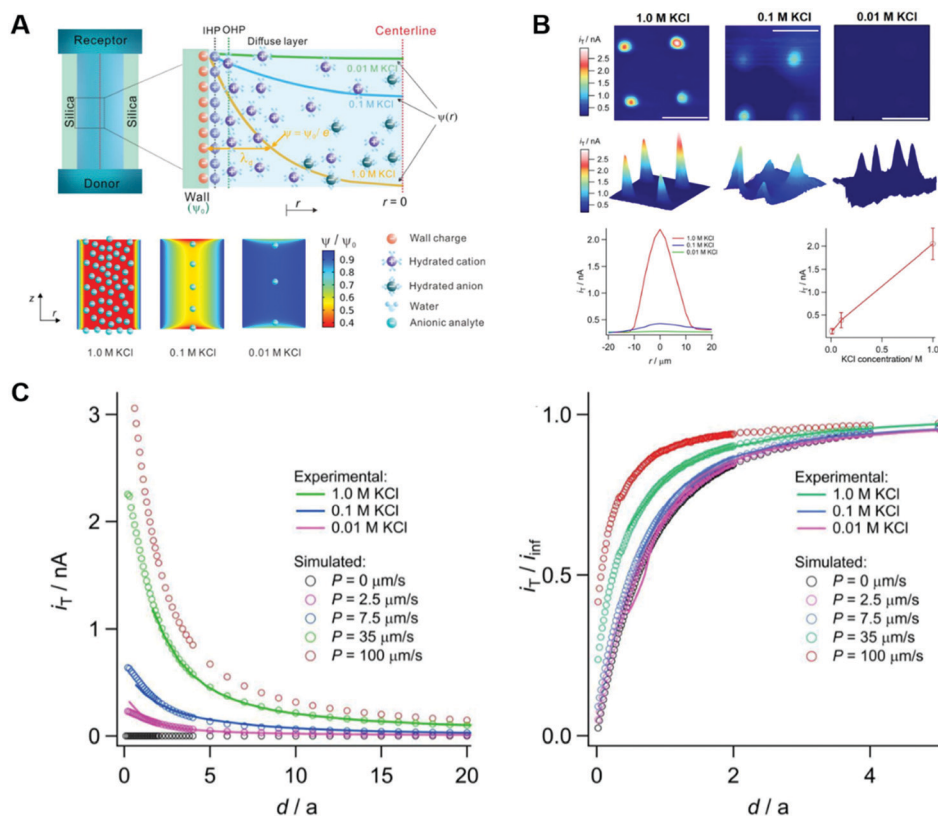 A
Receptor
Silica
Silica
Donor
IHP
OHP
Diffuse layer
Centerline
0.01 M KCl
0.1 M KCl
ψ(r)
ψ = ψ₀ / e
1.0 M KCl
Wall
(ψ₀)
r
r = 0
z
r
1.0 M KCl
0.1 M KCl
0.01 M KCl
ψ / ψ₀
0.9
0.8
0.7
0.6
0.5
0.4
Wall charge
Hydrated cation
Hydrated anion
Water
Anionic analyte
B
1.0 M KCl
0.1 M KCl
0.01 M KCl
iT / nA
2.5
2.0
1.5
1.0
0.5
iT / nA
2.5
2.0
1.5
1.0
0.5
iT / nA
2.0
1.5
1.0
0.5
1.0 M KCl
0.1 M KCl
0.01 M KCl
-20
-10
0
10
20
r / μm
iT / nA
2.5
2.0
1.5
1.0
0.5
0.0
0.5
1.0
KCl concentration/ M
C
iT / nA
3
2
1
0
Experimental:
1.0 M KCl
0.1 M KCl
0.01 M KCl
Simulated:
P = 0 μm/s
P = 2.5 μm/s
P = 7.5 μm/s
P = 35 μm/s
P = 100 μm/s
0
5
10
15
20
d / a
iT / iinf
1.0
0.5
0.0
Experimental:
1.0 M KCl
0.1 M KCl
0.01 M KCl
Simulated:
P = 0 μm/s
P = 2.5 μm/s
P = 7.5 μm/s
P = 35 μm/s
P = 100 μm/s
0
2
4
d / a